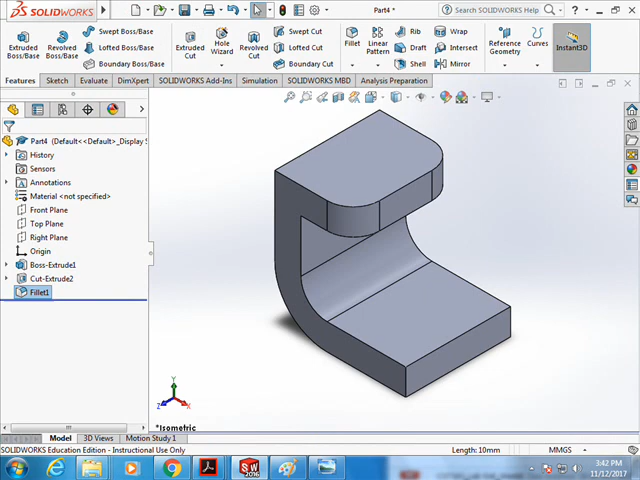 SOLIDWORKS
Part4 *
Search SOLIDWORKS Help
Extruded Boss/Base
Revolved Boss/Base
Swept Boss/Base
Lofted Boss/Base
Boundary Boss/Base
Extruded Cut
Hole Wizard
Revolved Cut
Swept Cut
Lofted Cut
Boundary Cut
Fillet
Linear Pattern
Rib
Draft
Shell
Wrap
Intersect
Mirror
Reference Geometry
Curves
Instant3D
Features
Sketch
Evaluate
DimXpert
SOLIDWORKS Add-Ins
Simulation
SOLIDWORKS MBD
Analysis Preparation
Part4 (Default<<Default>_Display S
History
Sensors
Annotations
Material <not specified>
Front Plane
Top Plane
Right Plane
Origin
Boss-Extrude1
Cut-Extrude2
Fillet1
Y
Z
X
*Isometric
Model
3D Views
Motion Study 1
SOLIDWORKS Education Edition - Instructional Use Only
Length: 10mm
MMGS
SW
2016
3:42 PM
11/12/2017